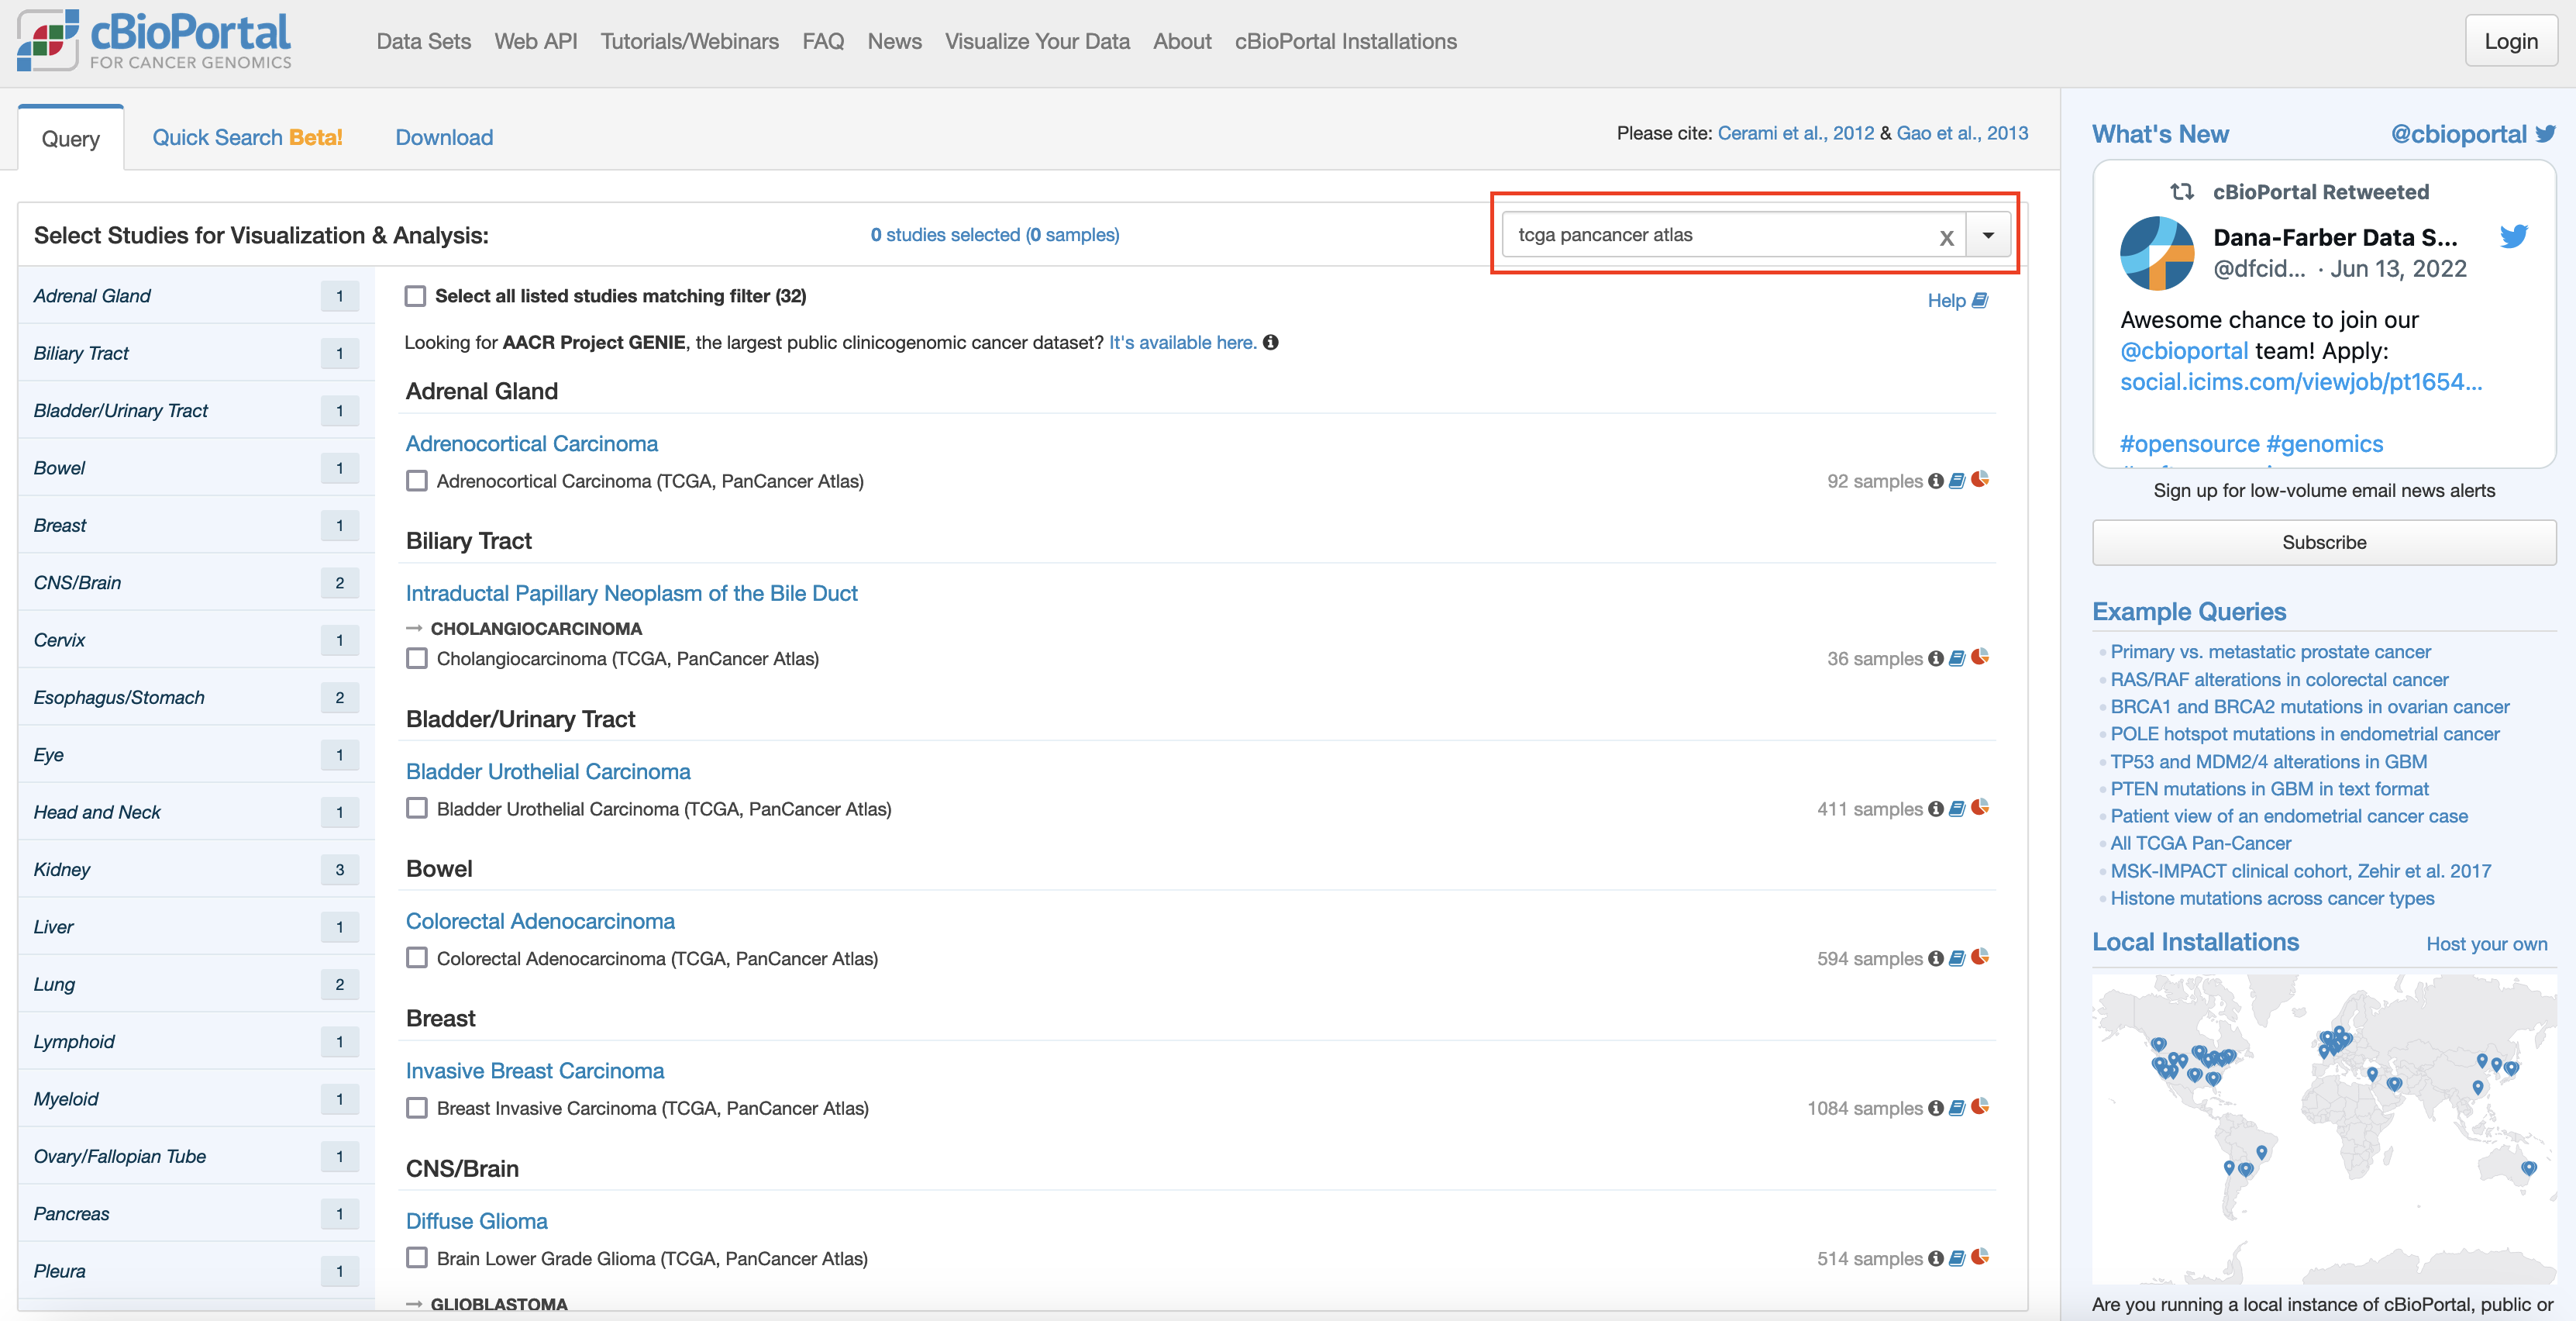 cBioPortal
FOR CANCER GENOMICS
Data Sets Web API Tutorials/Webinars FAQ News Visualize Your Data About cBioPortal Installations
Login
Query Quick Search Beta! Download
Please cite: Cerami et al., 2012 & Gao et al., 2013
Select Studies for Visualization & Analysis:
0 studies selected (0 samples)
tcga pancancer atlas x
Adrenal Gland 1
Biliary Tract 1
Bladder/Urinary Tract 1
Bowel 1
Breast 1
CNS/Brain 2
Cervix 1
Esophagus/Stomach 2
Eye 1
Head and Neck 1
Kidney 3
Liver 1
Lung 2
Lymphoid 1
Myeloid 1
Ovary/Fallopian Tube 1
Pancreas 1
Pleura 1
Select all listed studies matching filter (32)
Help
Looking for AACR Project GENIE, the largest public clinicogenomic cancer dataset? It's available here.
Adrenal Gland
Adrenocortical Carcinoma
Adrenocortical Carcinoma (TCGA, PanCancer Atlas) 92 samples
Biliary Tract
Intraductal Papillary Neoplasm of the Bile Duct
→ CHOLANGIOCARCINOMA
Cholangiocarcinoma (TCGA, PanCancer Atlas) 36 samples
Bladder/Urinary Tract
Bladder Urothelial Carcinoma
Bladder Urothelial Carcinoma (TCGA, PanCancer Atlas) 411 samples
Bowel
Colorectal Adenocarcinoma
Colorectal Adenocarcinoma (TCGA, PanCancer Atlas) 594 samples
Breast
Invasive Breast Carcinoma
Breast Invasive Carcinoma (TCGA, PanCancer Atlas) 1084 samples
CNS/Brain
Diffuse Glioma
Brain Lower Grade Glioma (TCGA, PanCancer Atlas) 514 samples
→ GLIOBLASTOMA
What's New @cbioportal
cBioPortal Retweeted
Dana-Farber Data S...
@dfcid... · Jun 13, 2022
Awesome chance to join our
@cbioportal team! Apply:
social.icims.com/viewjob/pt1654...
#opensource #genomics
Sign up for low-volume email news alerts
Subscribe
Example Queries
Primary vs. metastatic prostate cancer
RAS/RAF alterations in colorectal cancer
BRCA1 and BRCA2 mutations in ovarian cancer
POLE hotspot mutations in endometrial cancer
TP53 and MDM2/4 alterations in GBM
PTEN mutations in GBM in text format
Patient view of an endometrial cancer case
All TCGA Pan-Cancer
MSK-IMPACT clinical cohort, Zehir et al. 2017
Histone mutations across cancer types
Local Installations Host your own
Are you running a local instance of cBioPortal, public or